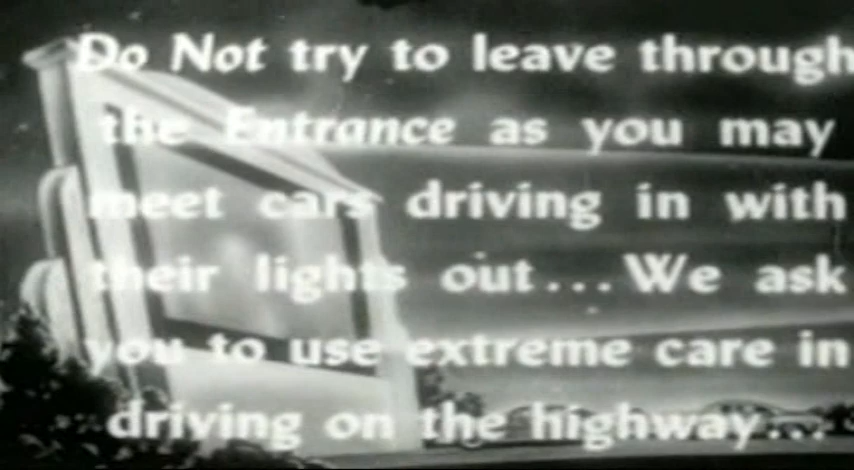 Do Not try to leave through
the Entrance as you may
meet cars driving in with
their lights out...We ask
you to use extreme care in
driving on the highway...